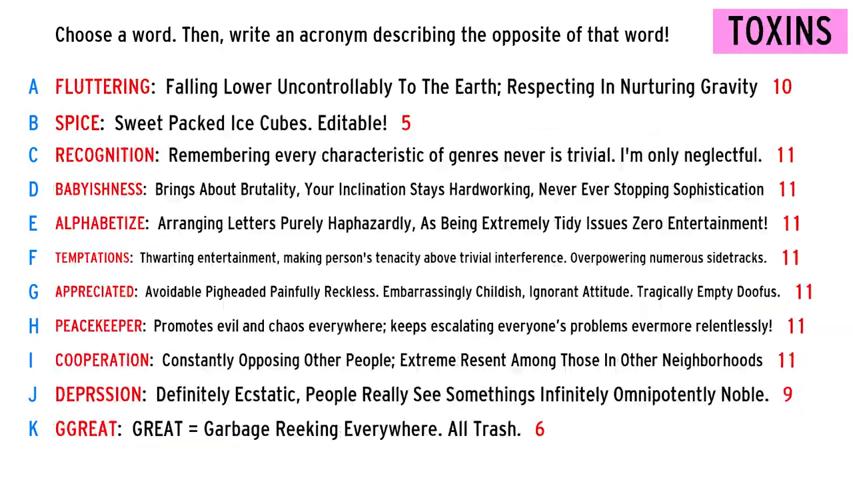 Choose a word. Then, write an acronym describing the opposite of that word!
TOXINS
A FLUTTERING: Falling Lower Uncontrollably To The Earth; Respecting In Nurturing Gravity 10
B SPICE: Sweet Packed Ice Cubes. Editable! 5
C RECOGNITION: Remembering every characteristic of genres never is trivial. I'm only neglectful. 11
D BABYISHNESS: Brings About Brutality, Your Inclination Stays Hardworking, Never Ever Stopping Sophistication 11
E ALPHABETIZE: Arranging Letters Purely Haphazardly, As Being Extremely Tidy Issues Zero Entertainment! 11
F TEMPTATIONS: Thwarting entertainment, making person's tenacity above trivial interference. Overpowering numerous sidetracks. 11
G APPRECIATED: Avoidable Pigheaded Painfully Reckless. Embarrassingly Childish, Ignorant Attitude. Tragically Empty Doofus. 11
H PEACEKEEPER: Promotes evil and chaos everywhere; keeps escalating everyone's problems evermore relentlessly! 11
I COOPERATION: Constantly Opposing Other People; Extreme Resent Among Those In Other Neighborhoods 11
J DEPRSSION: Definitely Ecstatic, People Really See Somethings Infinitely Omnipotently Noble. 9
K GGREAT: GREAT = Garbage Reeking Everywhere. All Trash. 6